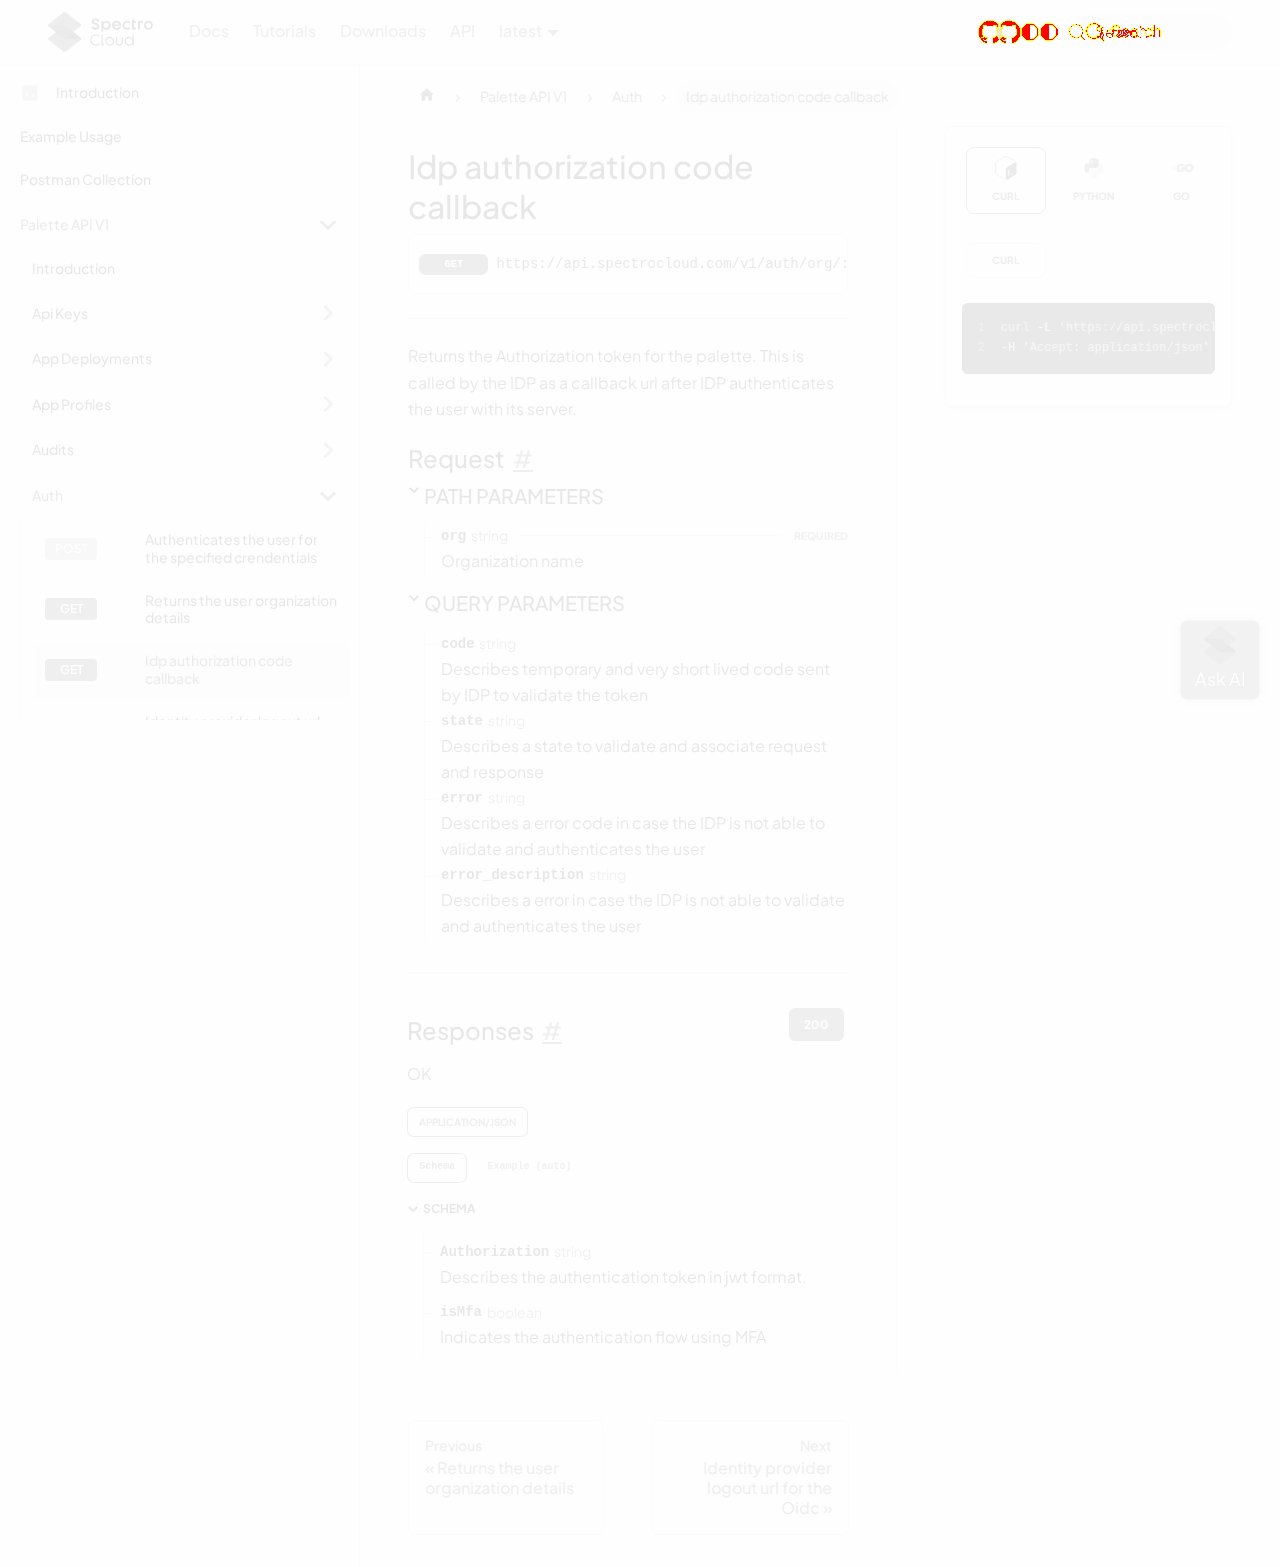 Spectro
Cloud
Docs
Tutorials
Downloads
API
latest
Search
Introduction
Example Usage
Postman Collection
Palette API V1
Introduction
Api Keys
App Deployments
App Profiles
Audits
Auth
POST
Authenticates the user for
the specified crendentials
GET
Returns the user organization
details
GET
Idp authorization code
callback
Palette API V1
Auth
Idp authorization code callback
Idp authorization code
callback
GET
https://api.spectrocloud.com/v1/auth/org/:
Returns the Authorization token for the palette. This is
called by the IDP as a callback url after IDP authenticates
the user with its server.
Request #
PATH PARAMETERS
org string
REQUIRED
Organization name
QUERY PARAMETERS
code string
Describes temporary and very short lived code sent
by IDP to validate the token
state string
Describes a state to validate and associate request
and response
error string
Describes a error code in case the IDP is not able to
validate and authenticates the user
error_description string
Describes a error in case the IDP is not able to validate
and authenticates the user
Responses #
200
OK
APPLICATION/JSON
Schema
Example (auto)
SCHEMA
Authorization string
Describes the authentication token in jwt format.
isMfa boolean
Indicates the authentication flow using MFA
Previous
« Returns the user
organization details
Next
Identity provider
logout url for the
Oidc »
CURL
PYTHON
GO
GO
CURL
1 curl -L 'https://api.spectrocl
2 -H 'Accept: application/json'
Ask AI